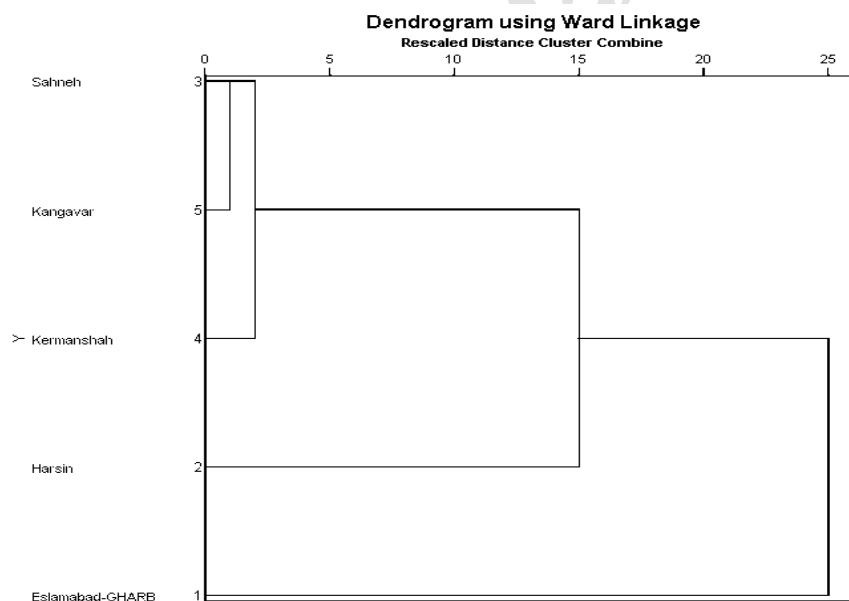 Dendrogram using Ward Linkage
Rescaled Distance Cluster Combine
0 5 10 15 20 25
Sahneh 3
Kangavar 5
Y Kermanshah 4
Harsin 2
Eslamabad-GHARB 1